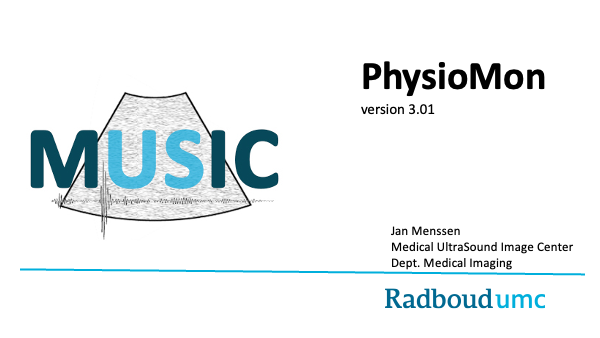 PhysioMon
version 3.01
MUSIC
Jan Menssen
Medical UltraSound Image Center
Dept. Medical Imaging
Radboudumc